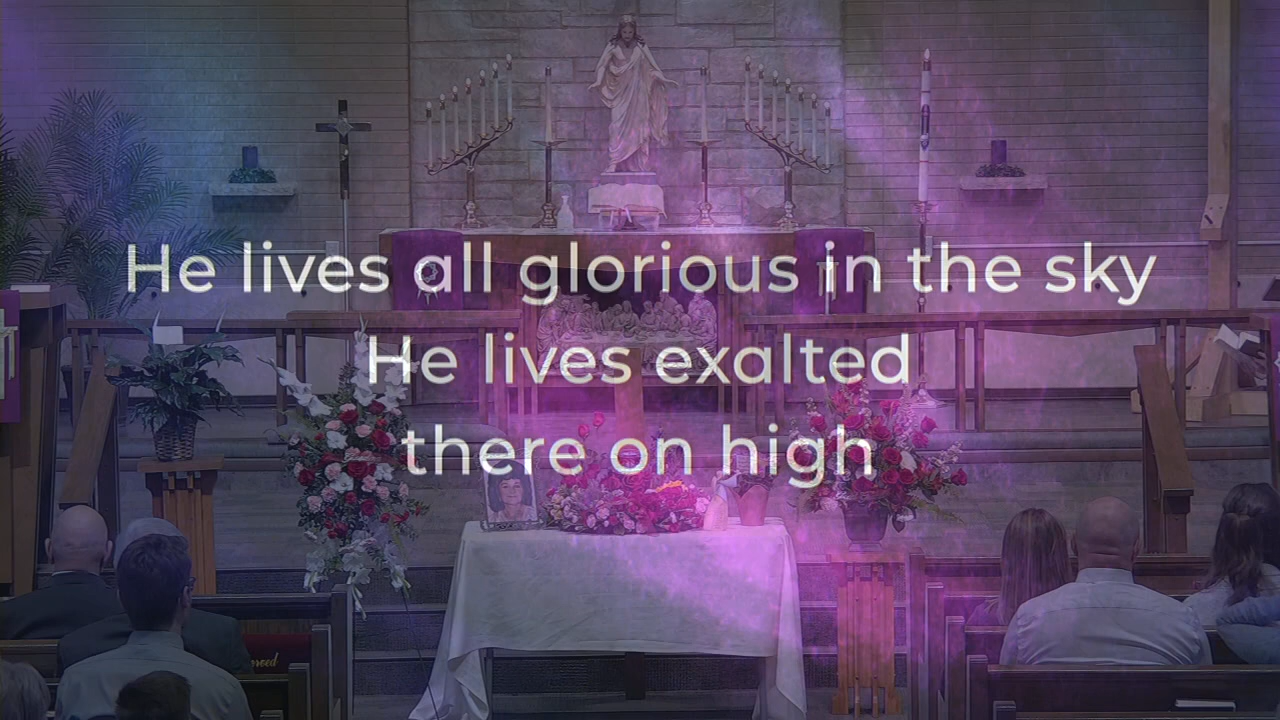 He lives all glorious in the sky
He lives exalted
there on high